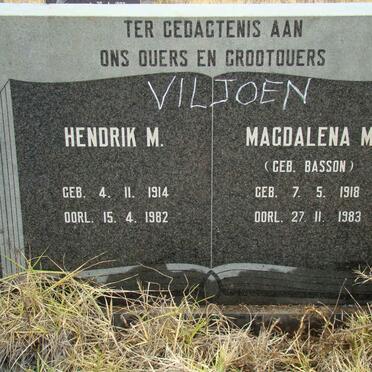 TER GEDAGTENIS AAN
ONS OUERS EN GROOTOUERS
VILJOEN
HENDRIK M.
GEB. 4. 11. 1914
OORL. 15. 4. 1982
MAGDALENA M
(GEB. BASSON)
GEB. 7. 5. 1918
OORL. 27. 11. 1983